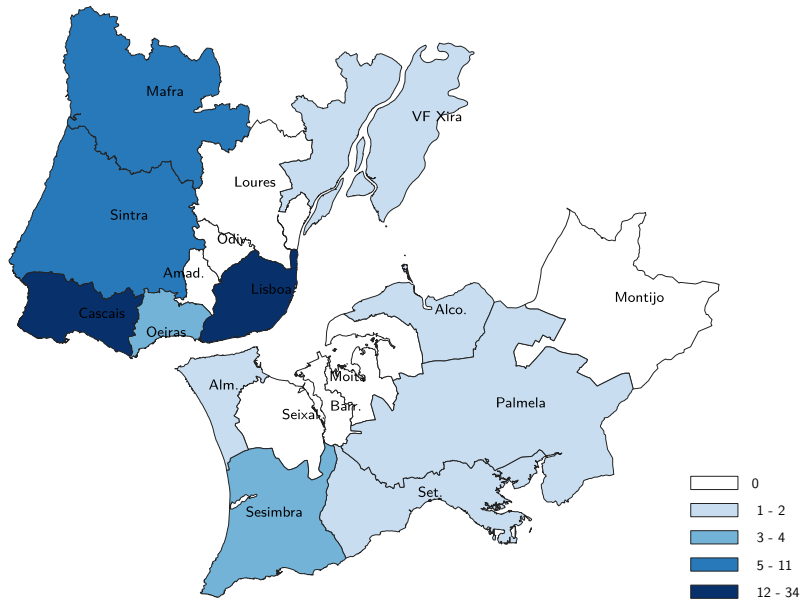 Mafra
VF Xira
Loures
Sintra
Odiv.
Amad.
Lisboa
Cascais
Oeiras
Montijo
Alco.
Moita
Alm.
Barr.
Seixal
Palmela
Set.
Sesimbra
0
1 - 2
3 - 4
5 - 11
12 - 34